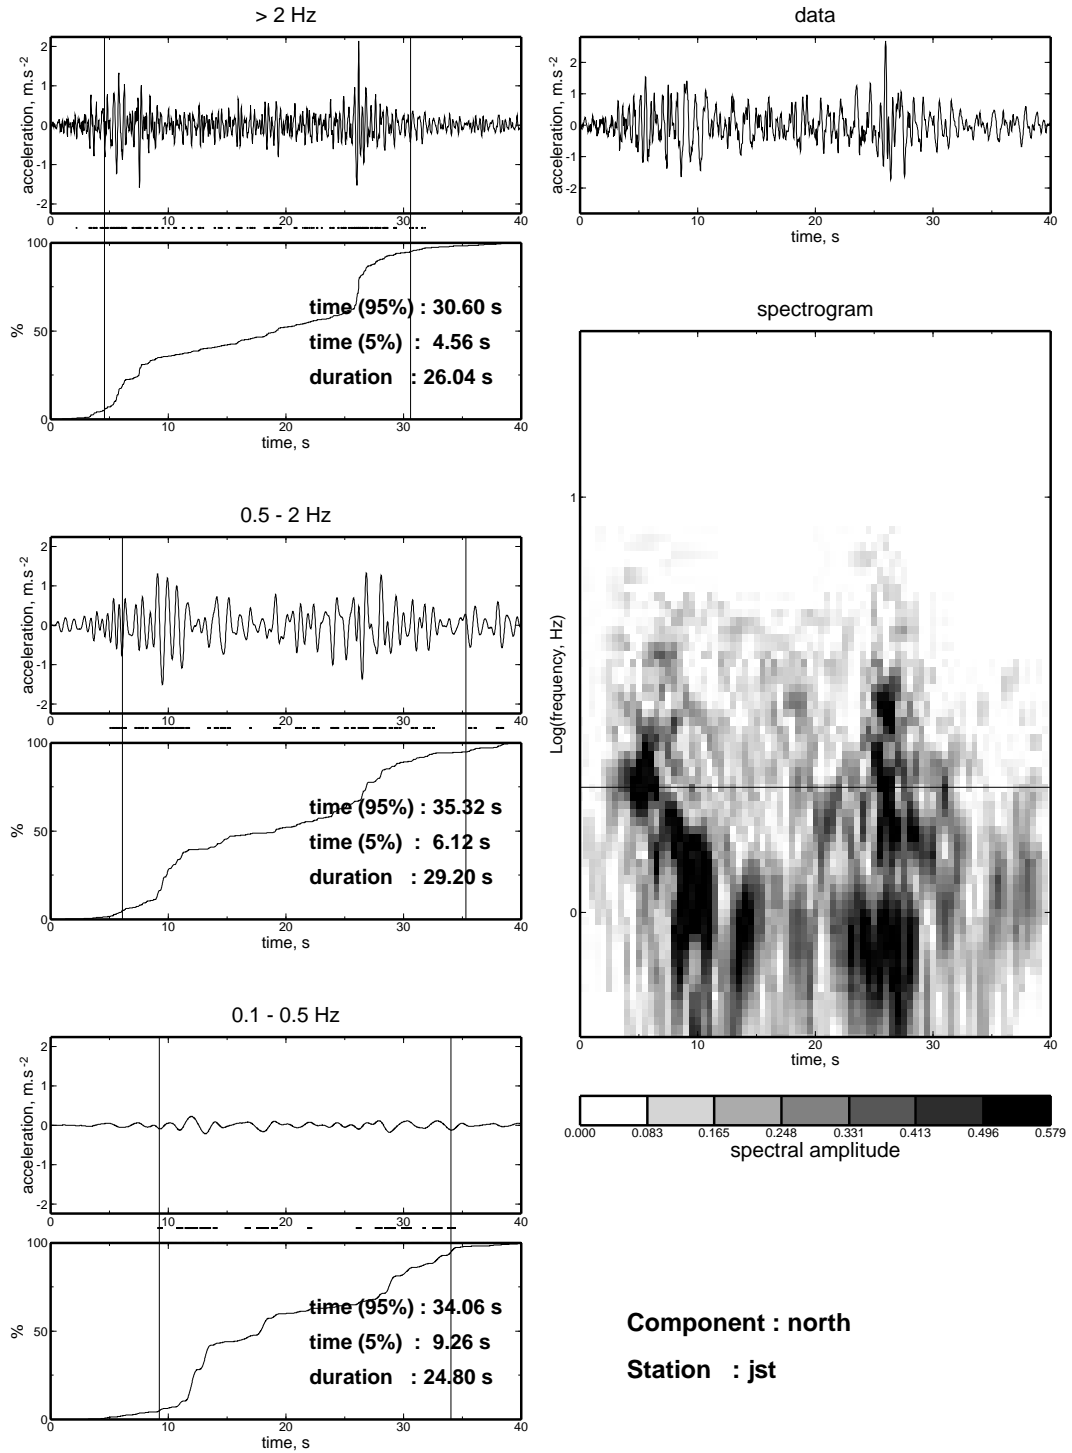 > 2 Hz
acceleration, m.s-2
2
1
0
-1
-2
0 10 20 30 40
%
100
50
0
time (95%) : 30.60 s
time (5%) : 4.56 s
duration : 26.04 s
0 10 20 30 40
time, s
0.5 - 2 Hz
acceleration, m.s-2
2
1
0
-1
-2
0 10 20 30 40
%
100
50
0
time (95%) : 35.32 s
time (5%) : 6.12 s
duration : 29.20 s
0 10 20 30 40
time, s
0.1 - 0.5 Hz
acceleration, m.s-2
2
1
0
-1
-2
0 10 20 30 40
%
100
50
0
time (95%) : 34.06 s
time (5%) : 9.26 s
duration : 24.80 s
0 10 20 30 40
time, s
data
acceleration, m.s-2
2
1
0
-1
-2
0 10 20 30 40
time, s
spectrogram
Log(frequency, Hz)
1
0
0 10 20 30 40
time, s
0.000 0.083 0.165 0.248 0.331 0.413 0.496 0.579
spectral amplitude
Component : north
Station : jst